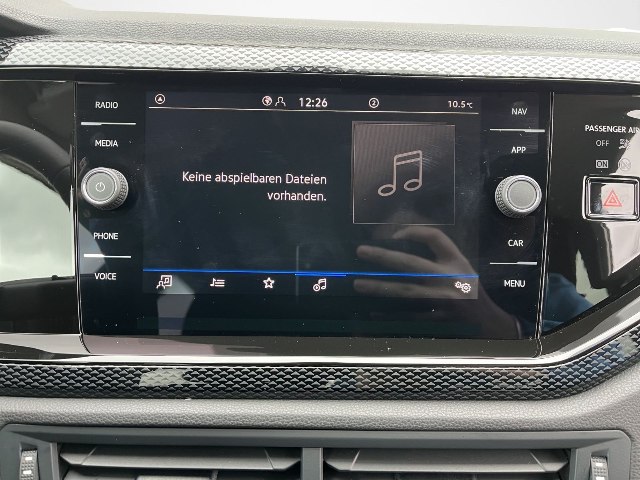 RADIO
MEDIA
PHONE
VOICE
12:26
2
10.5°C
Keine abspielbaren Dateien
vorhanden.
NAV
APP
CAR
MENU
PASSENGER AIR
OFF
ON